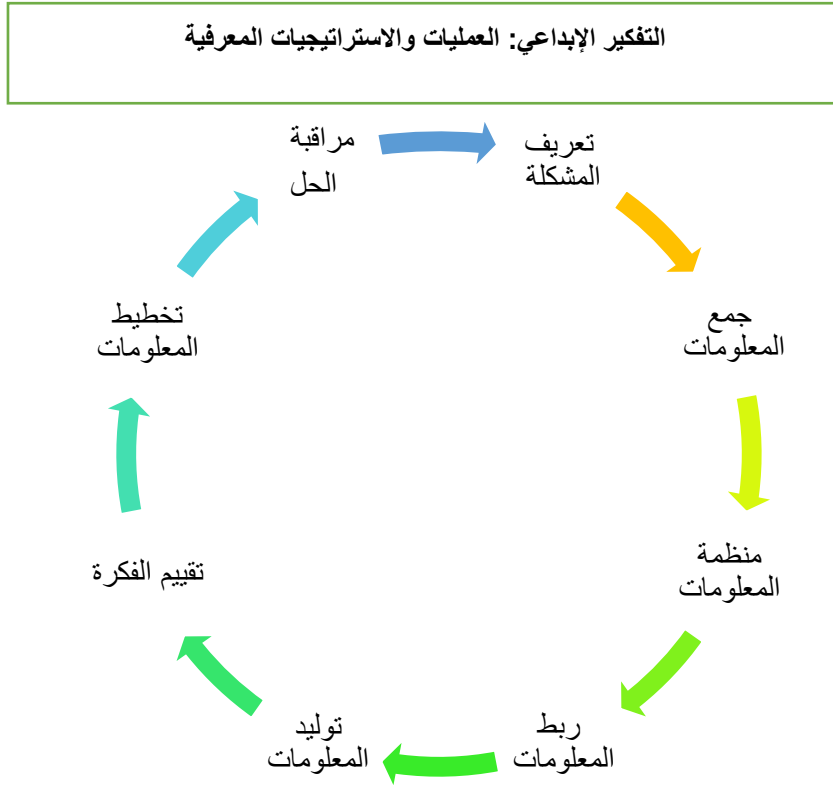 التفكير الإبداعي: العمليات والاستراتيجيات المعرفية
تعريف
المشكلة
جمع
المعلومات
منظمة
المعلومات
ربط
المعلومات
توليد
المعلومات
تقييم الفكرة
تخطيط
المعلومات
مراقبة
الحل